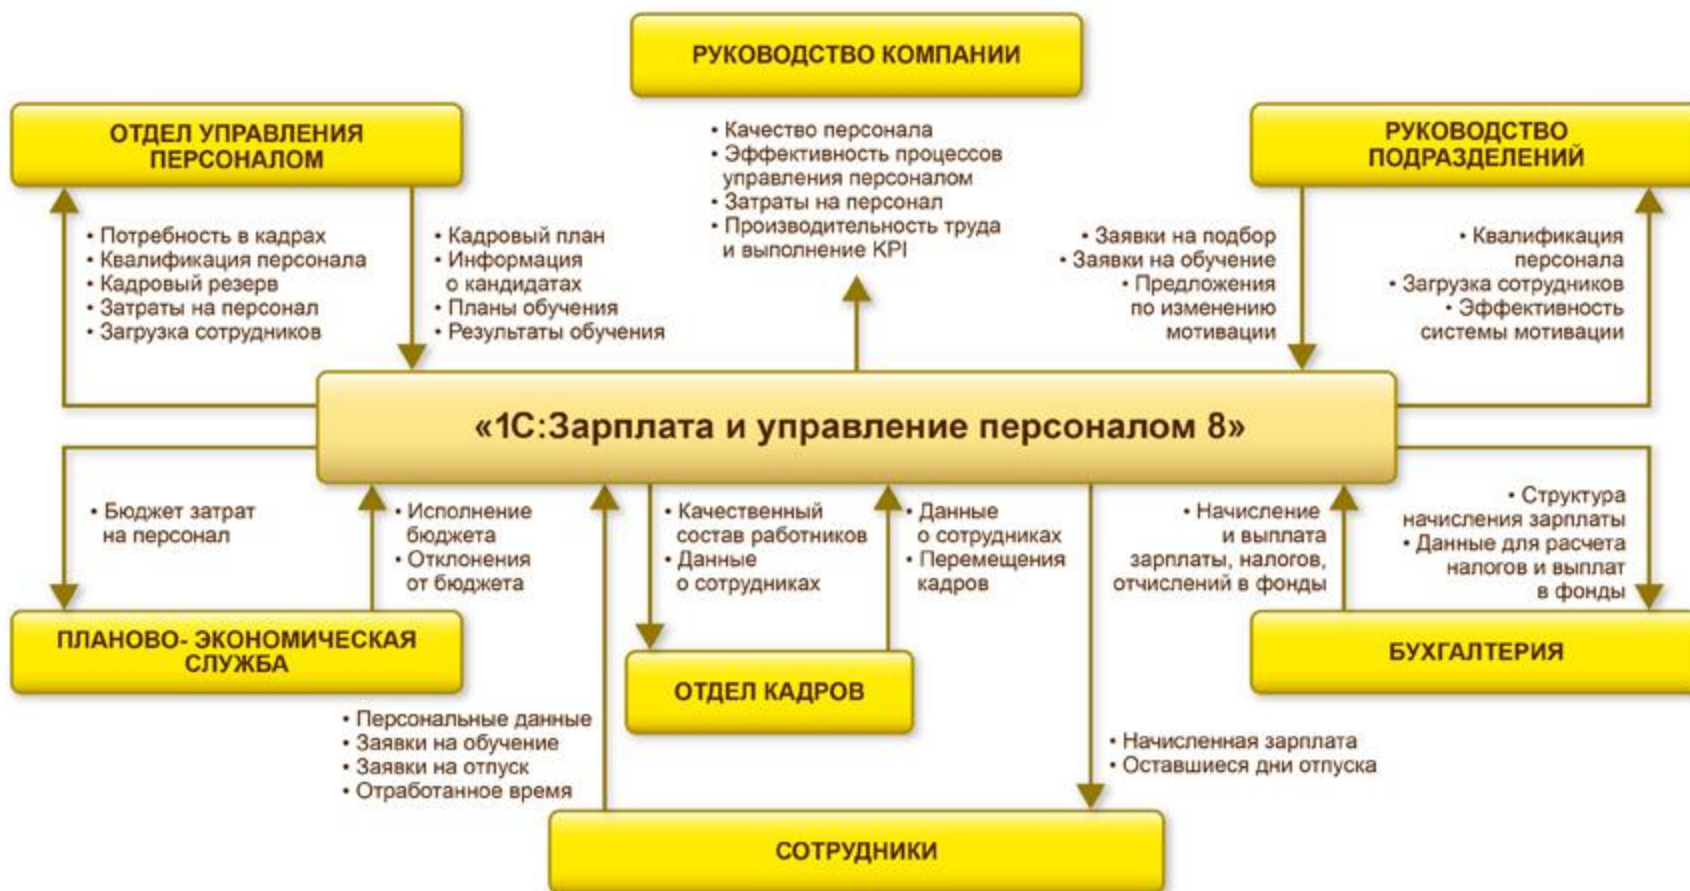 РУКОВОДСТВО КОМПАНИИ
ОТДЕЛ УПРАВЛЕНИЯ
ПЕРСОНАЛОМ
РУКОВОДСТВО
ПОДРАЗДЕЛЕНИЙ
• Качество персонала
• Эффективность процессов
управления персоналом
• Затраты на персонал
• Производительность труда
и выполнение KPI
• Потребность в кадрах
• Квалификация персонала
• Кадровый резерв
• Затраты на персонал
• Загрузка сотрудников
• Кадровый план
• Информация
о кандидатах
• Планы обучения
• Результаты обучения
• Заявки на подбор
• Заявки на обучение
• Предложения
по изменению
мотивации
• Квалификация
персонала
• Загрузка сотрудников
• Эффективность
системы мотивации
«1С:Зарплата и управление персоналом 8»
• Бюджет затрат
на персонал
• Исполнение
бюджета
• Отклонения
от бюджета
• Качественный
состав работников
• Данные
о сотрудниках
• Данные
о сотрудниках
• Перемещения
кадров
• Начисление
и выплата
зарплаты, налогов,
отчислений в фонды
• Структура
начисления зарплаты
• Данные для расчета
налогов и выплат
в фонды
ПЛАНОВО- ЭКОНОМИЧЕСКАЯ
СЛУЖБА
ОТДЕЛ КАДРОВ
БУХГАЛТЕРИЯ
• Персональные данные
• Заявки на обучение
• Заявки на отпуск
• Отработанное время
• Начисленная зарплата
• Оставшиеся дни отпуска
СОТРУДНИКИ